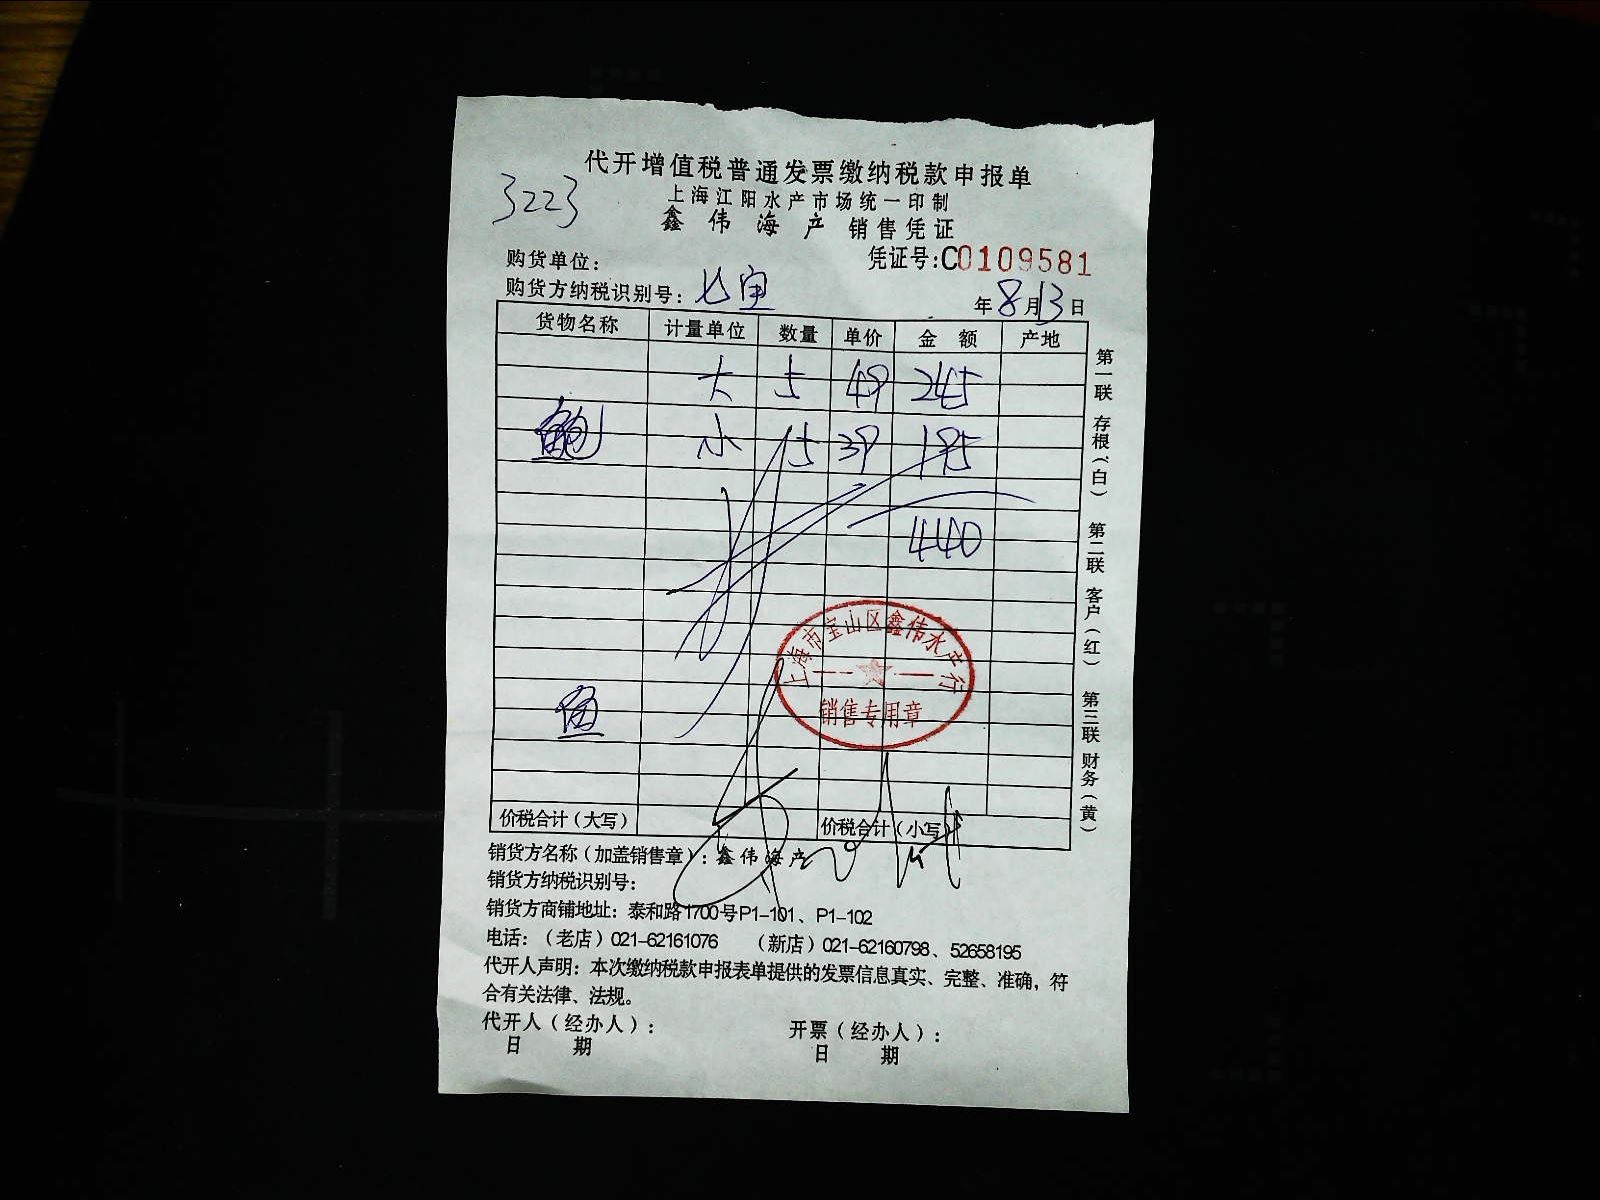 代开增值税普通发票缴纳税款申报单
3223
上海江阳水产市场统一印制
鑫伟海产 销售凭证
凭证号:C0109581
购货单位：
购货方纳税识别号：七宝
年8月13日
货物名称 计量单位 数量 单价 金额 产地
大 5 49 245
鲍 小 5 39 195
440
上海市宝山区鑫伟水产行
销售专用章
鱼
价税合计（大写） 价税合计（小写）
销货方名称（加盖销售章）：鑫伟海产
销货方纳税识别号：
销货方商铺地址：泰和路1700号P1-101、P1-102
电话：（老店）021-62161076 （新店）021-62160798、52658195
代开人声明：本次缴纳税款申报表单提供的发票信息真实、完整、准确，符
合有关法律、法规。
代开人（经办人）： 开票（经办人）：
日 期 日 期
第一联 存根（白） 第二联 客户（红） 第三联 财务（黄）